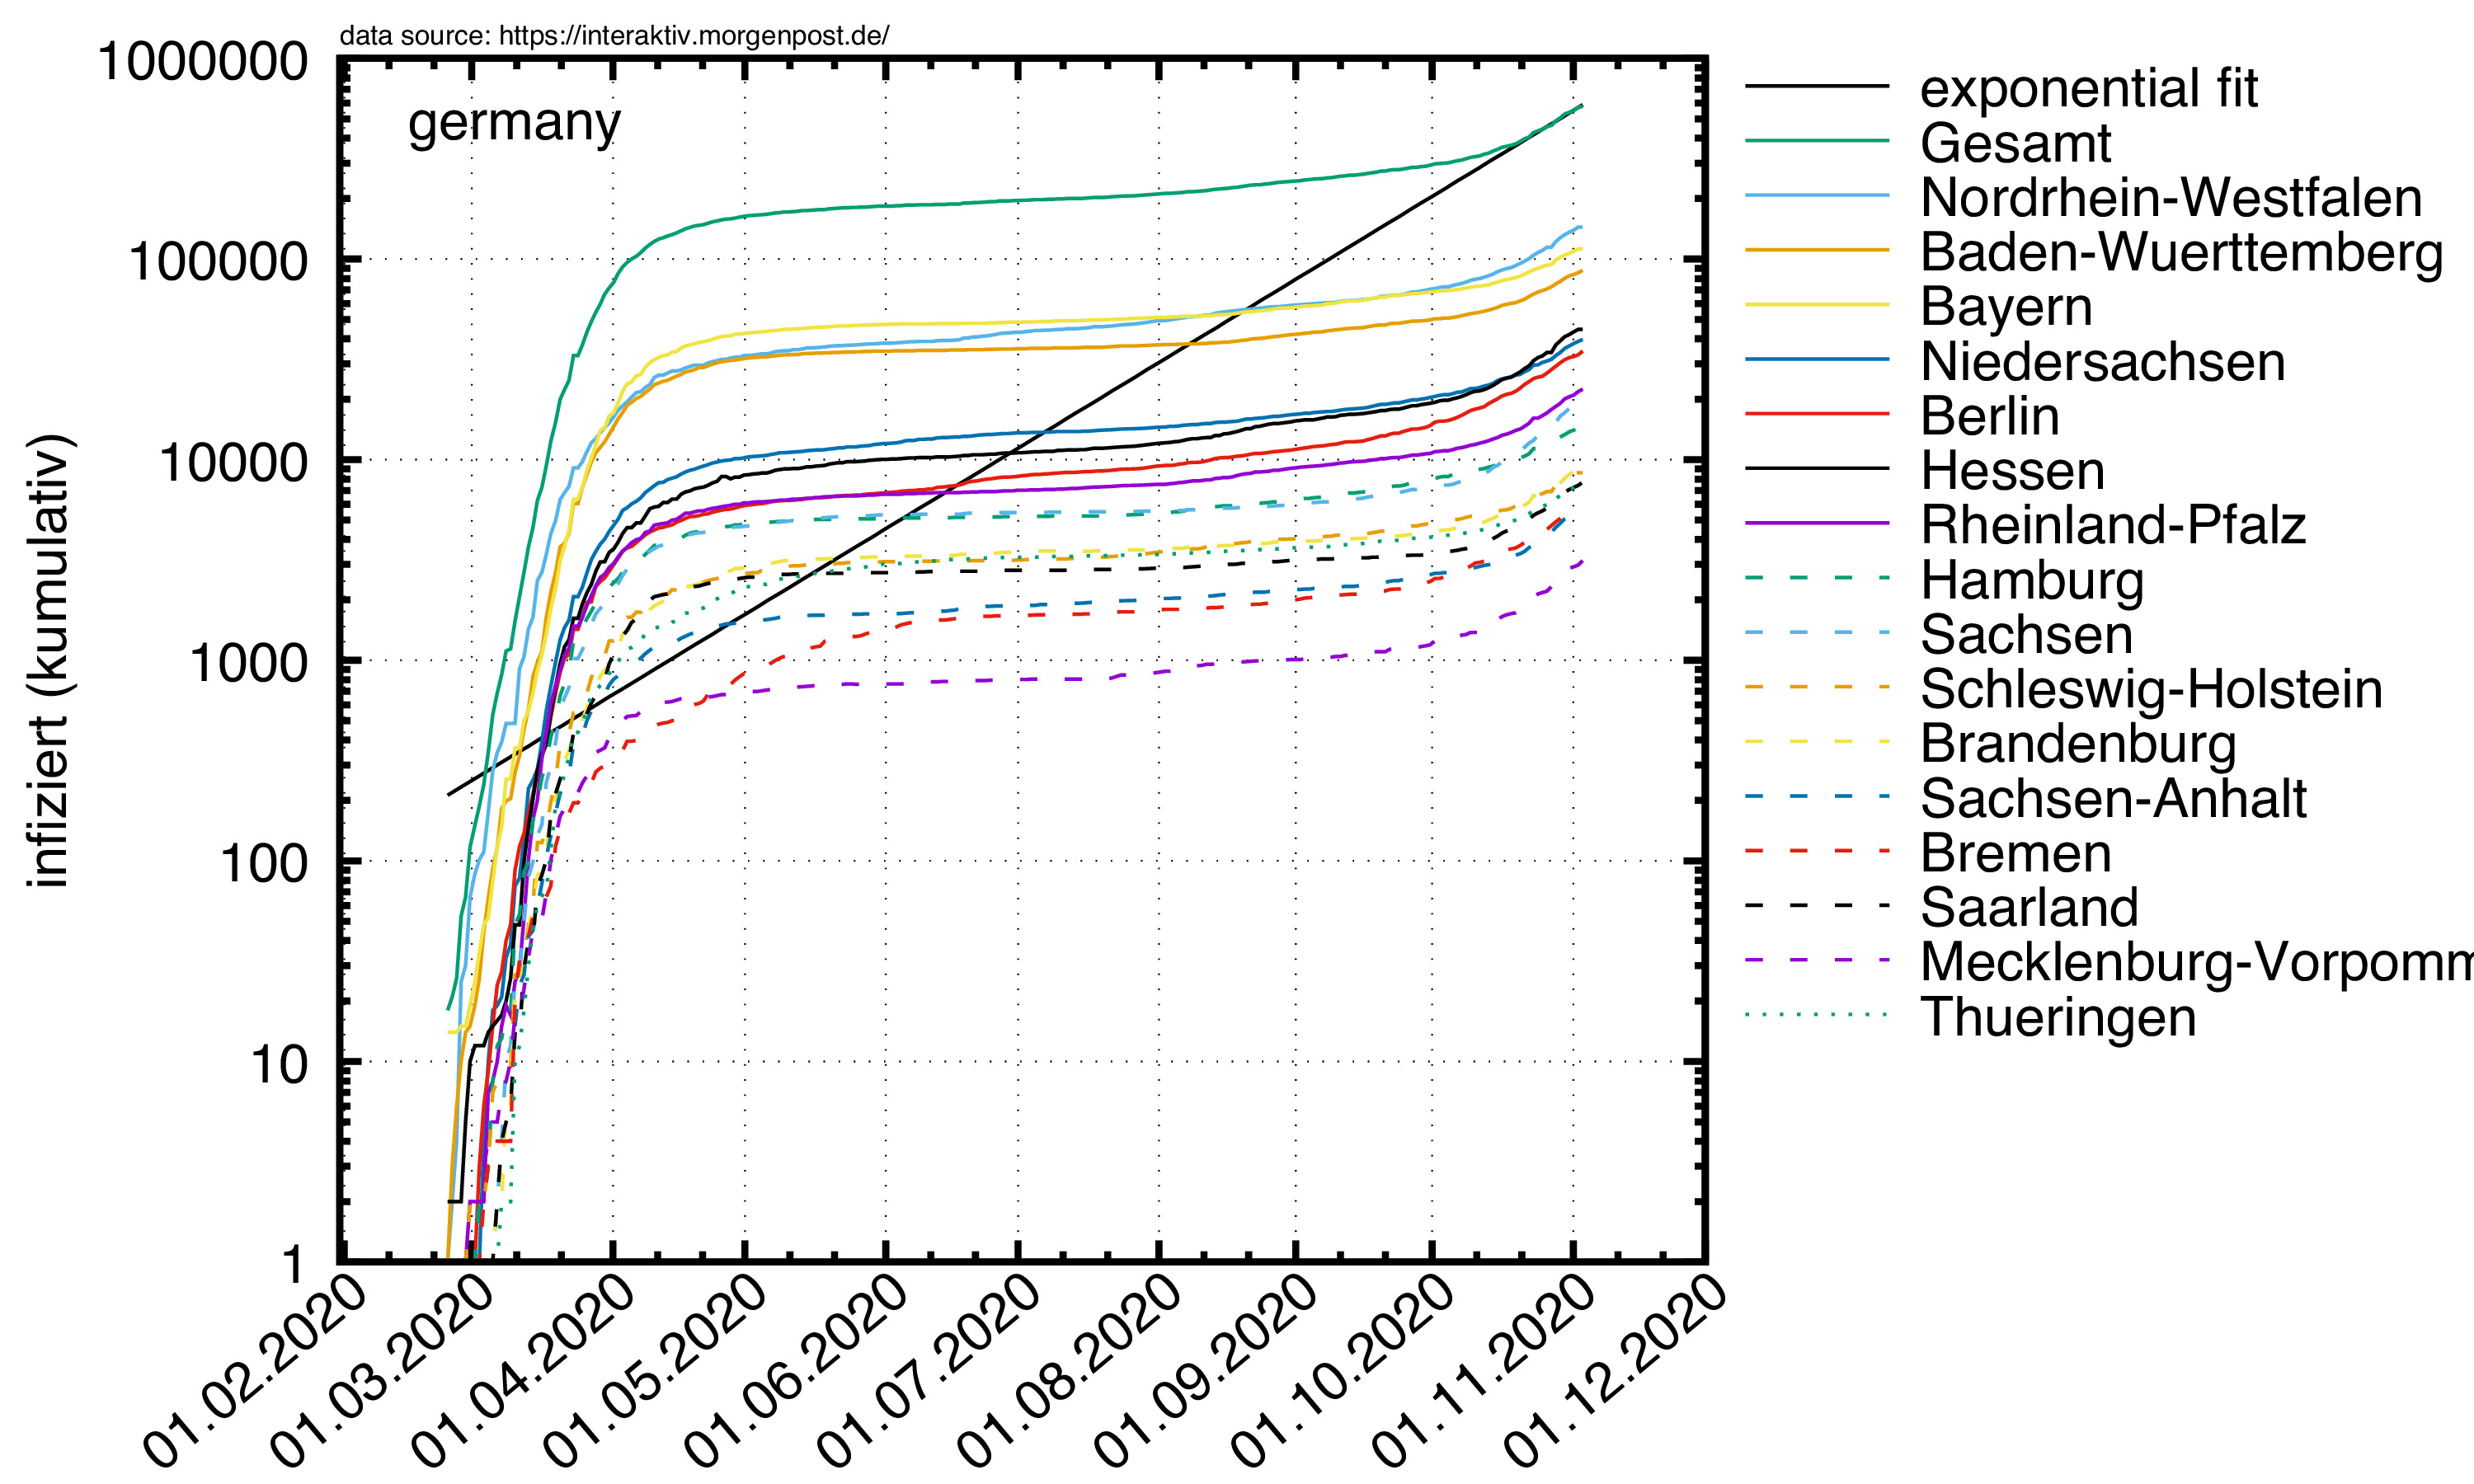 data source: https://interaktiv.morgenpost.de/
germany
infiziert (kumulativ)
1000000
100000
10000
1000
100
10
1
01.02.2020
01.03.2020
01.04.2020
01.05.2020
01.06.2020
01.07.2020
01.08.2020
01.09.2020
01.10.2020
01.11.2020
01.12.2020
exponential fit
Gesamt
Nordrhein-Westfalen
Baden-Wuerttemberg
Bayern
Niedersachsen
Berlin
Hessen
Rheinland-Pfalz
Hamburg
Sachsen
Schleswig-Holstein
Brandenburg
Sachsen-Anhalt
Bremen
Saarland
Mecklenburg-Vorpomm
Thueringen